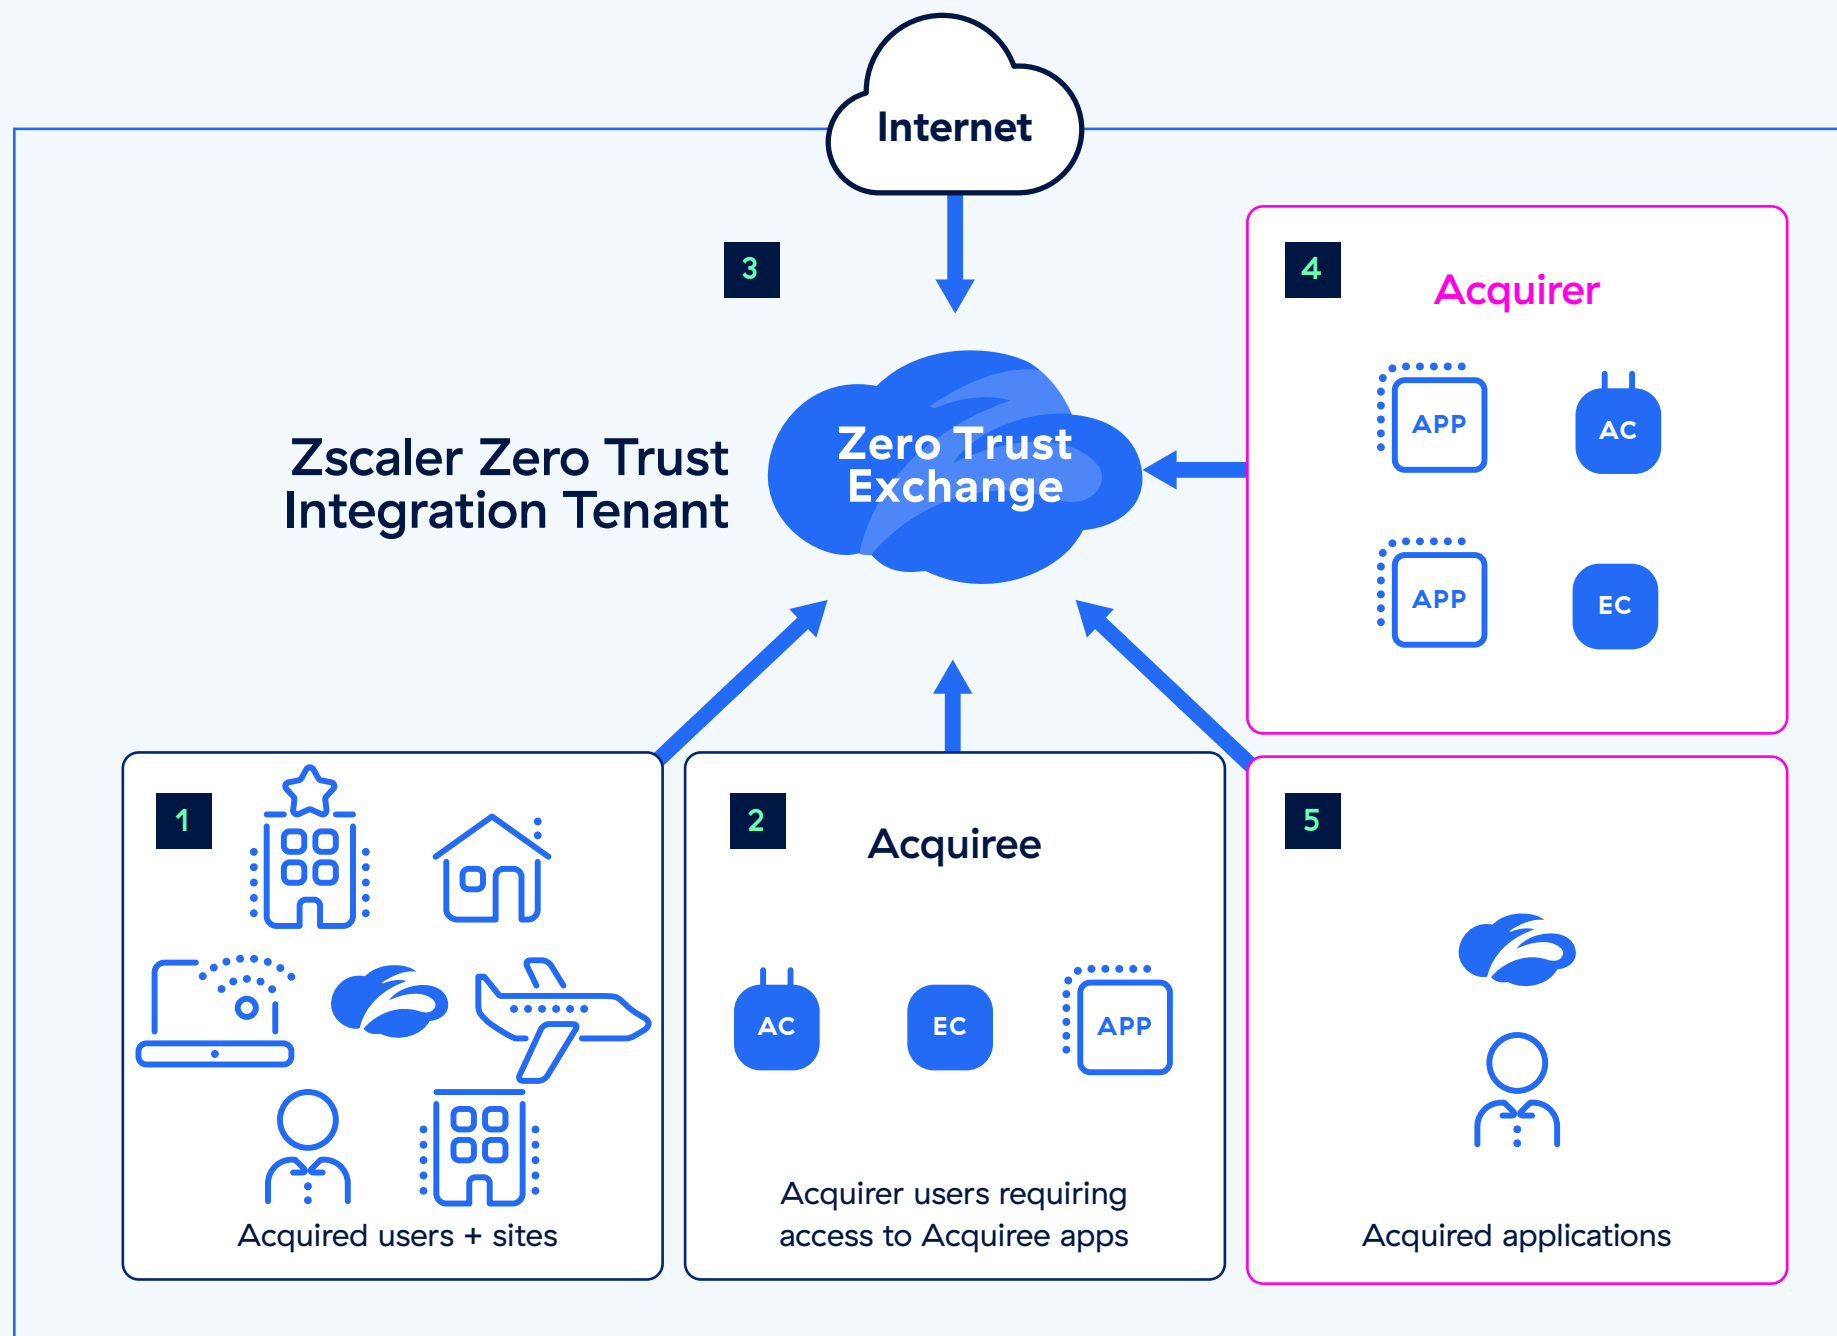 Internet
3
4
Acquirer
APP
AC
Zero Trust
Exchange
Zscaler Zero Trust
Integration Tenant
APP
EC
1
Acquired users + sites
2
Acquiree
AC
EC
APP
Acquirer users requiring
access to Acquiree apps
5
Acquired applications